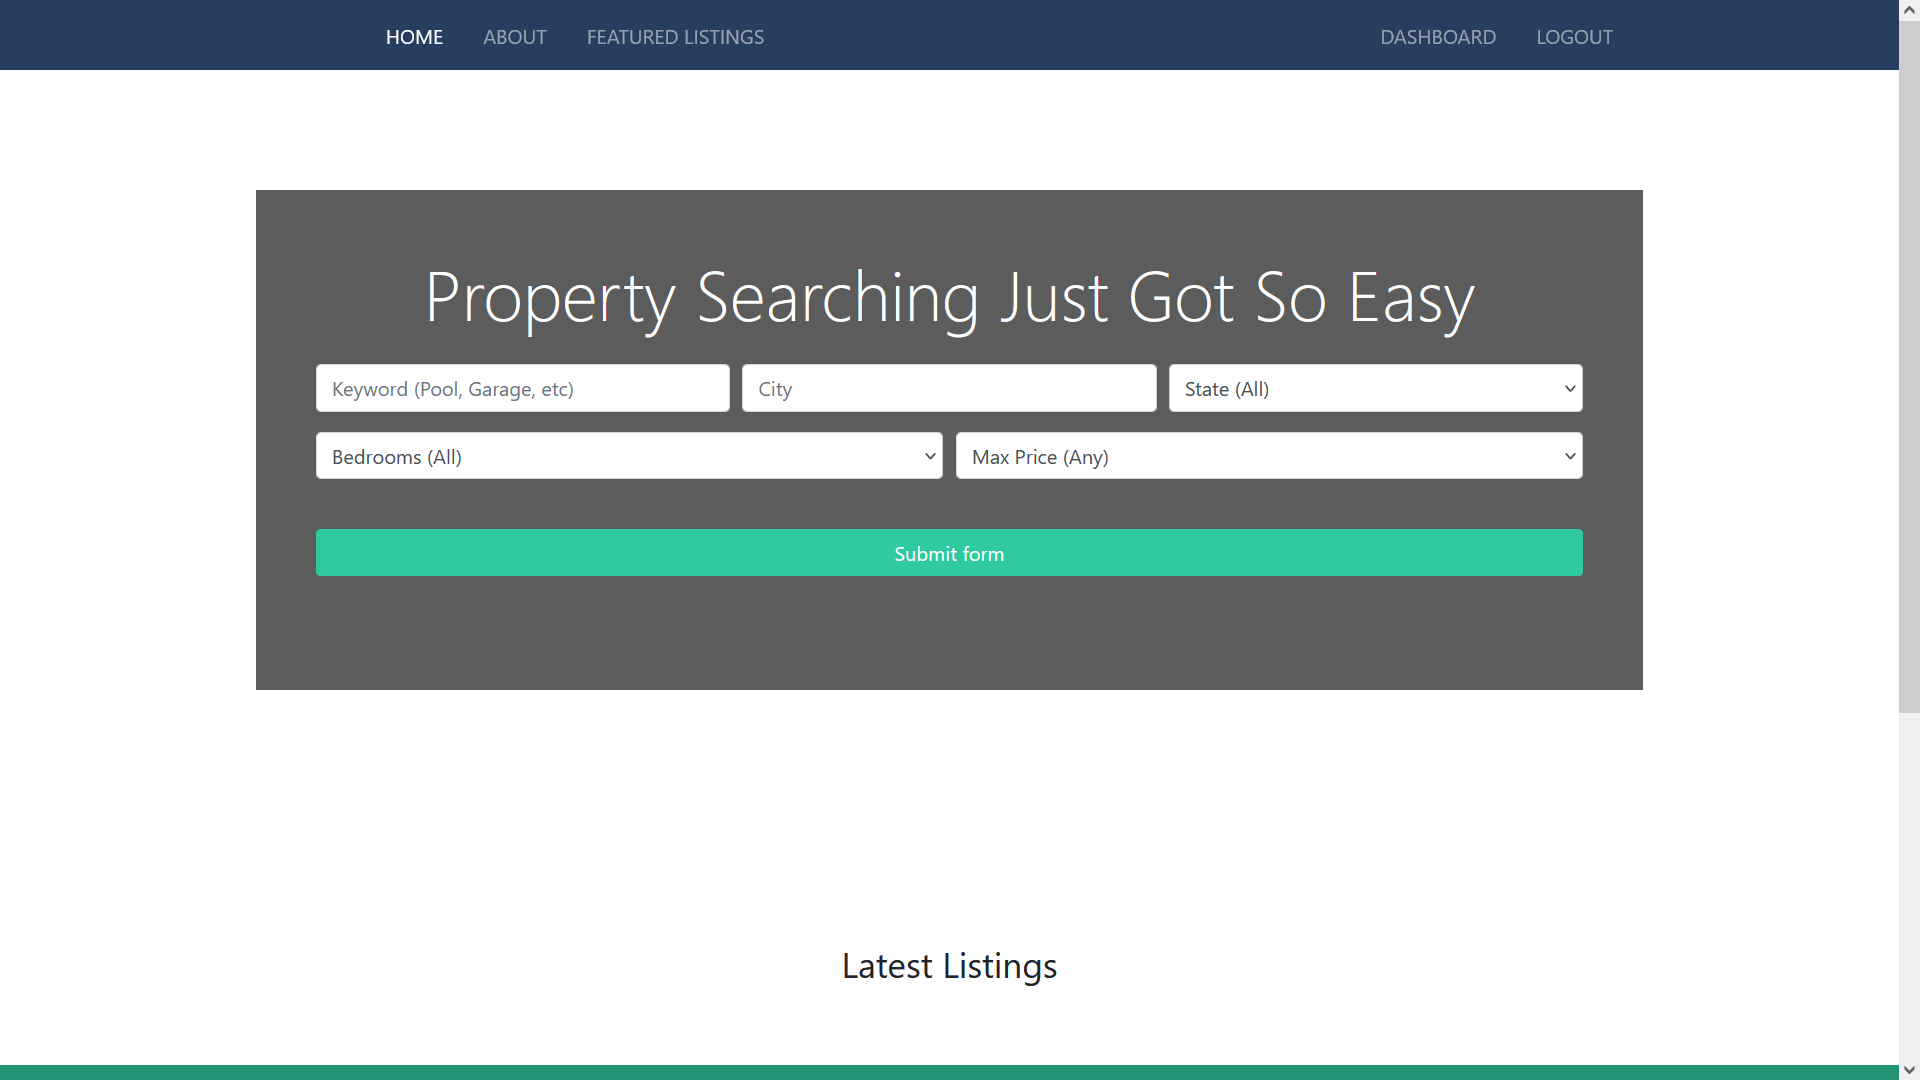 HOME ABOUT FEATURED LISTINGS DASHBOARD LOGOUT
Property Searching Just Got So Easy
Keyword (Pool, Garage, etc) City State (All)
Bedrooms (All) Max Price (Any)
Submit form
Latest Listings